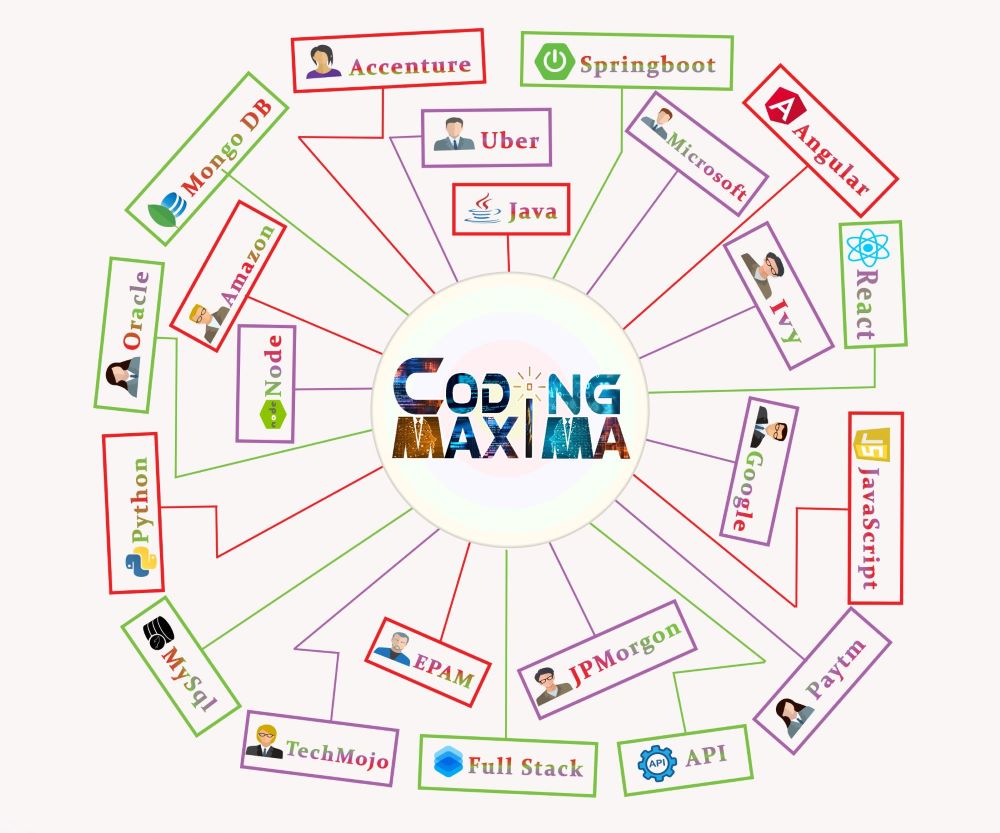 Accenture
Springboot
Mongo DB
Uber
Microsoft
Angular
Java
Amazon
Ivy
React
Oracle
node
Node
CODING
MAXIMA
Google
JS
JavaScript
Python
MySql
EPAM
JPMorgon
Paytm
TechMojo
Full Stack
API
API